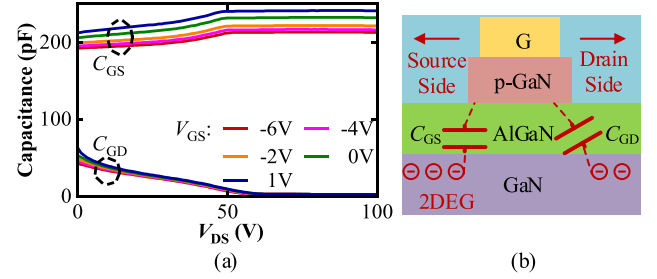 Capacitance (pF)
200
100
0
C_GS
C_GD
V_GS: -6V -4V
-2V 0V
1V
0 50 100
V_DS (V)
(a)
G
Source Side
Drain Side
p-GaN
C_GS
AlGaN
C_GD
GaN
2DEG
(b)